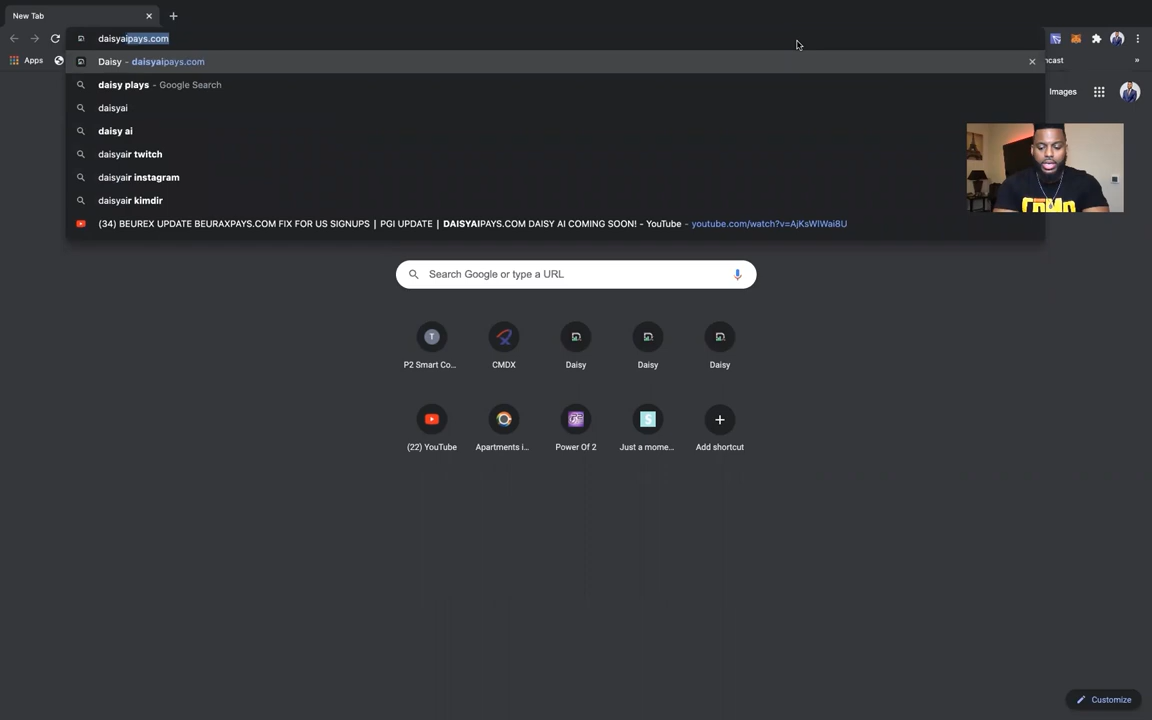 New Tab
daisyaipays.com
Daisy - daisyaipays.com
daisy plays - Google Search
daisyai
daisy ai
daisyair twitch
daisyair instagram
daisyair kimdir
(34) BEUREX UPDATE BEURAXPAYS.COM FIX FOR US SIGNUPS | PGI UPDATE | DAISYAIPAYS.COM DAISY AI COMING SOON! - YouTube - youtube.com/watch?v=AjKsWIWai8U
Apps
ncast
»
Images
Search Google or type a URL
T
P2 Smart Co...
CMDX
Daisy
Daisy
Daisy
(22) YouTube
Apartments i...
Power Of 2
Just a mome...
Add shortcut
Customize